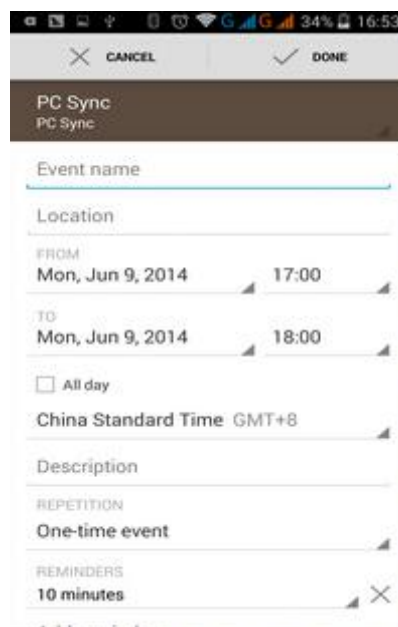 G G 34% 16:53
CANCEL DONE
PC Sync
PC Sync
Event name
Location
FROM
Mon, Jun 9, 2014 17:00
TO
Mon, Jun 9, 2014 18:00
All day
China Standard Time GMT+8
Description
REPETITION
One-time event
REMINDERS
10 minutes